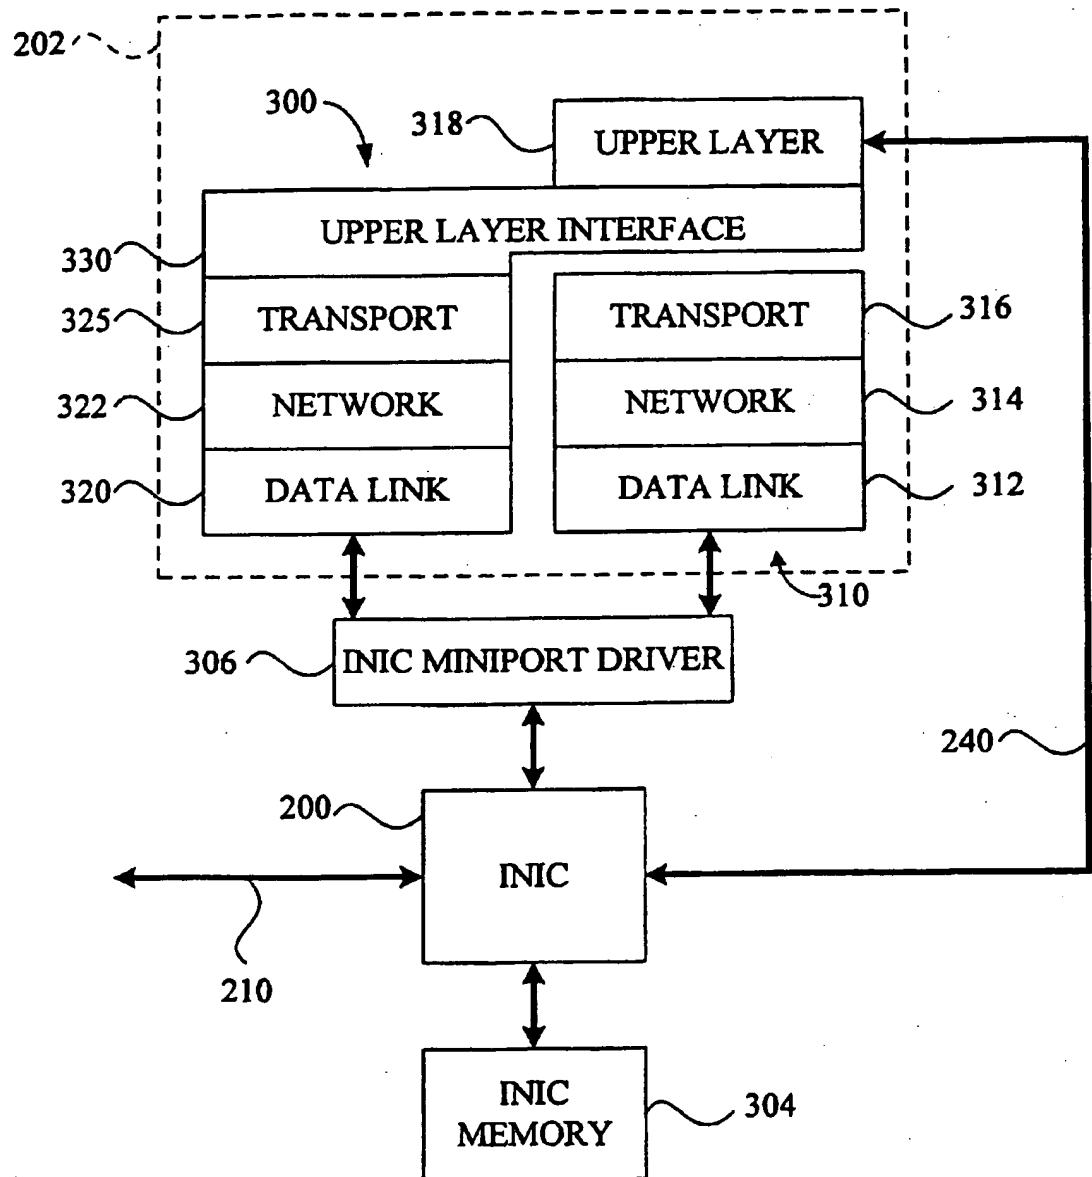 202
300
318
UPPER LAYER
330
UPPER LAYER INTERFACE
325
TRANSPORT
TRANSPORT
316
322
NETWORK
NETWORK
314
320
DATA LINK
DATA LINK
312
310
306
INIC MINIPORT DRIVER
240
200
INIC
210
INIC
MEMORY
304